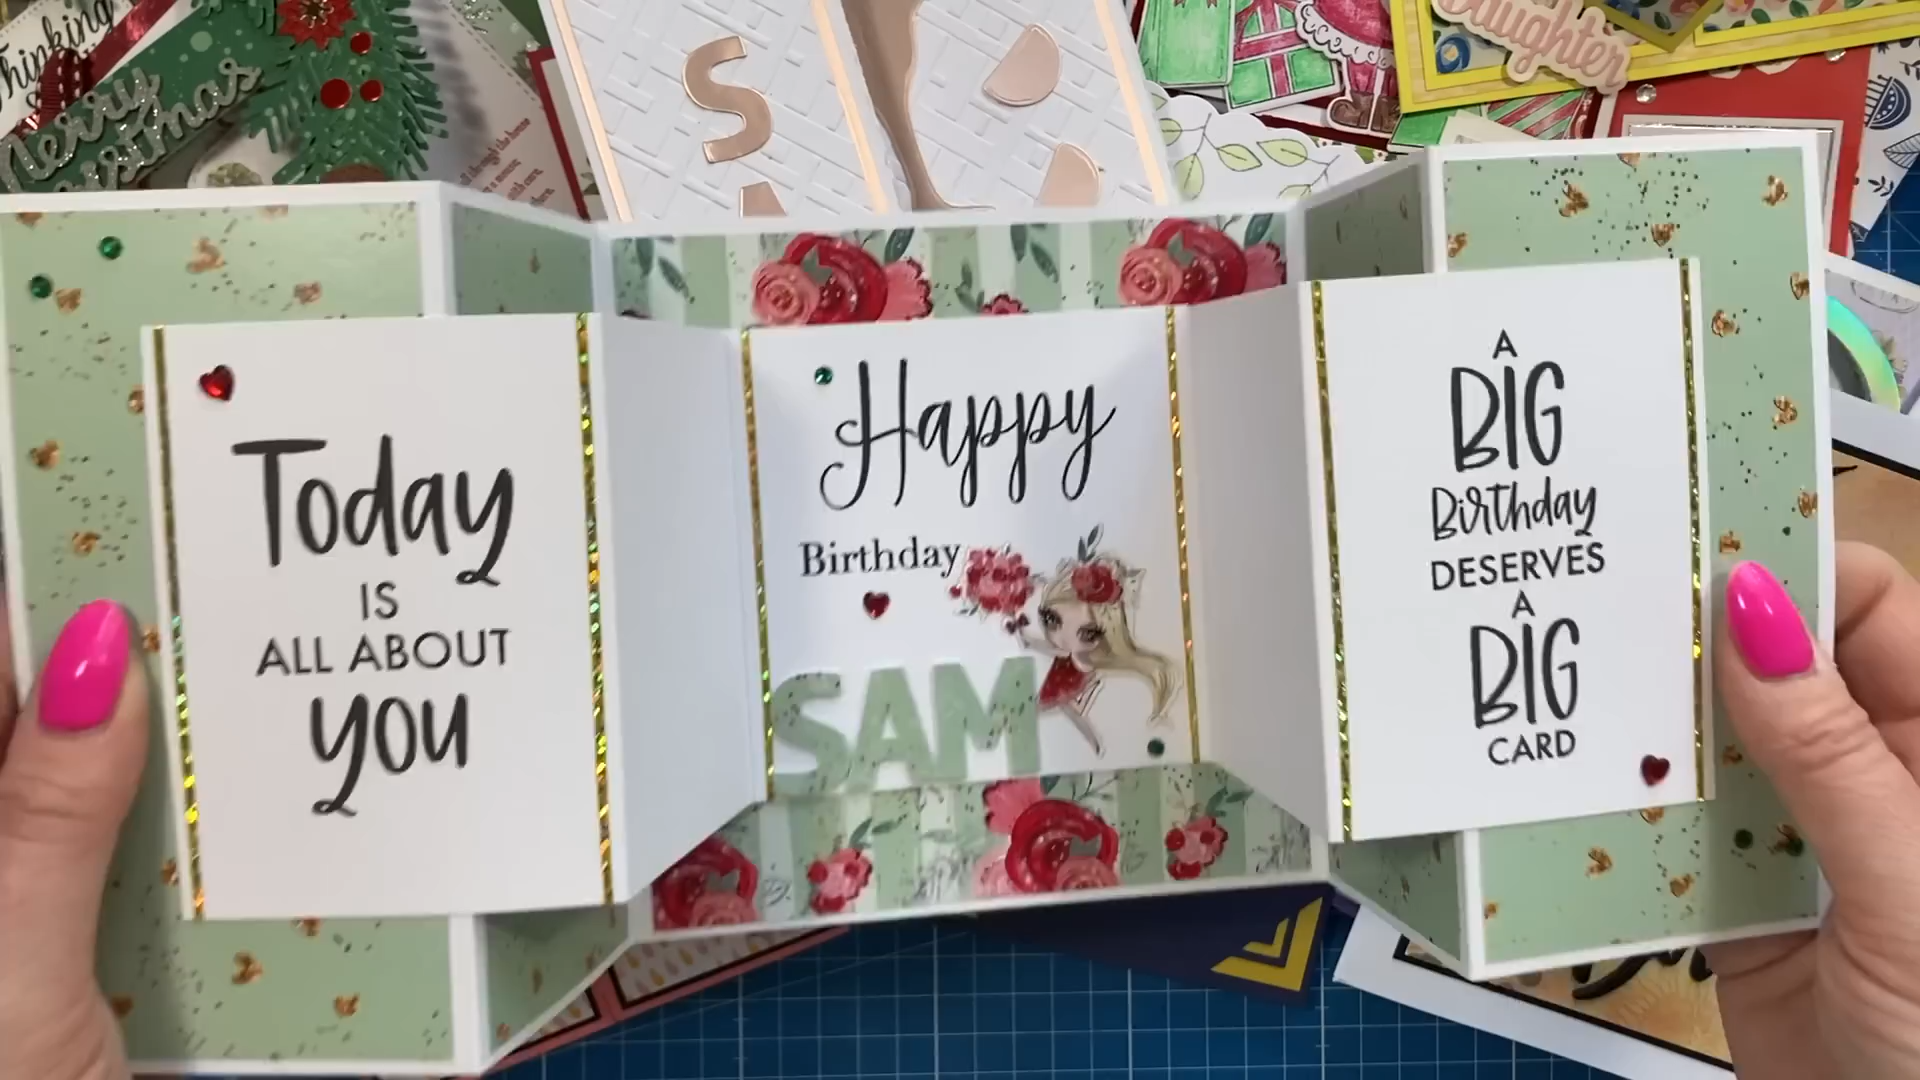 Thinking
Merry
Christmas
S
Daughter
Today
IS
ALL ABOUT
you
Happy
Birthday
SAM
A
BIG
Birthday
DESERVES
A
BIG
CARD